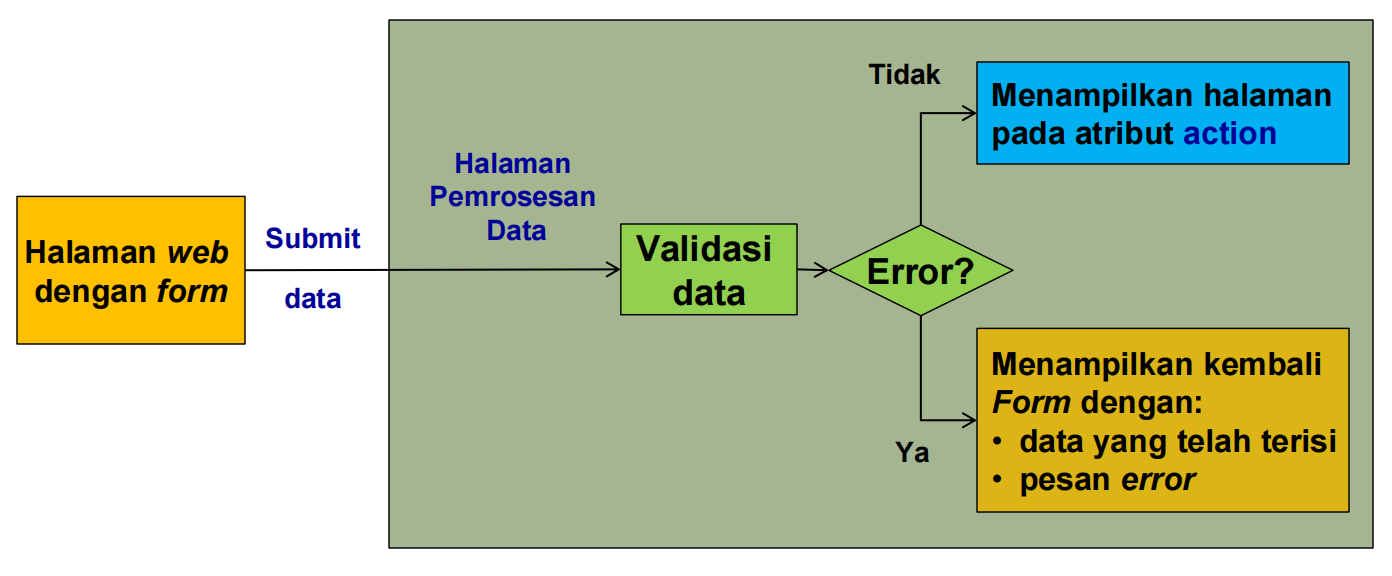 Halaman web
dengan form
Submit
data
Halaman
Pemrosesan
Data
Validasi
data
Error?
Tidak
Menampilkan halaman
pada atribut action
Ya
Menampilkan kembali
Form dengan:
• data yang telah terisi
• pesan error